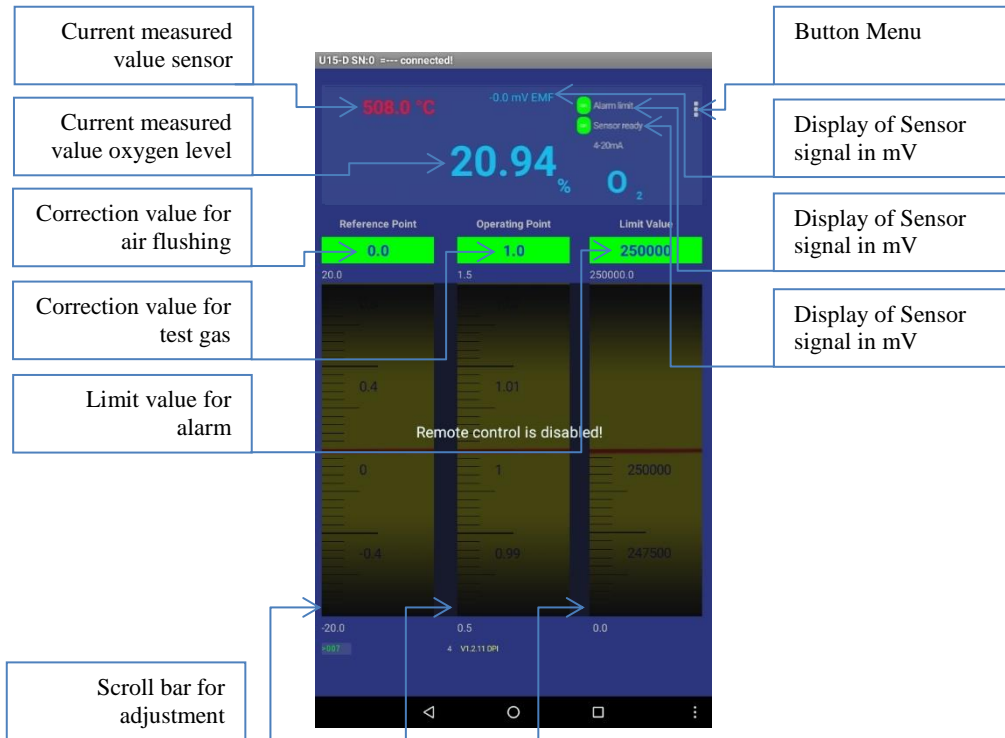 Current measured
value sensor
Current measured
value oxygen level
Correction value for
air flushing
Correction value for
test gas
Limit value for
alarm
Scroll bar for
adjustment
U15-D SN:0 =--- connected!
508.0 °C
-0.0 mV EMF
Alarm limit
Sensor ready
4-20mA
20.94 %
O 2
Reference Point Operating Point Limit Value
0.0 1.0 250000
20.0 1.5 250000.0
0.4 1.01
Remote control is disabled!
0 1 250000
-0.4 0.99 247500
-20.0 0.5 0.0
4 V1.2.11 DPI
Button Menu
Display of Sensor
signal in mV
Display of Sensor
signal in mV
Display of Sensor
signal in mV